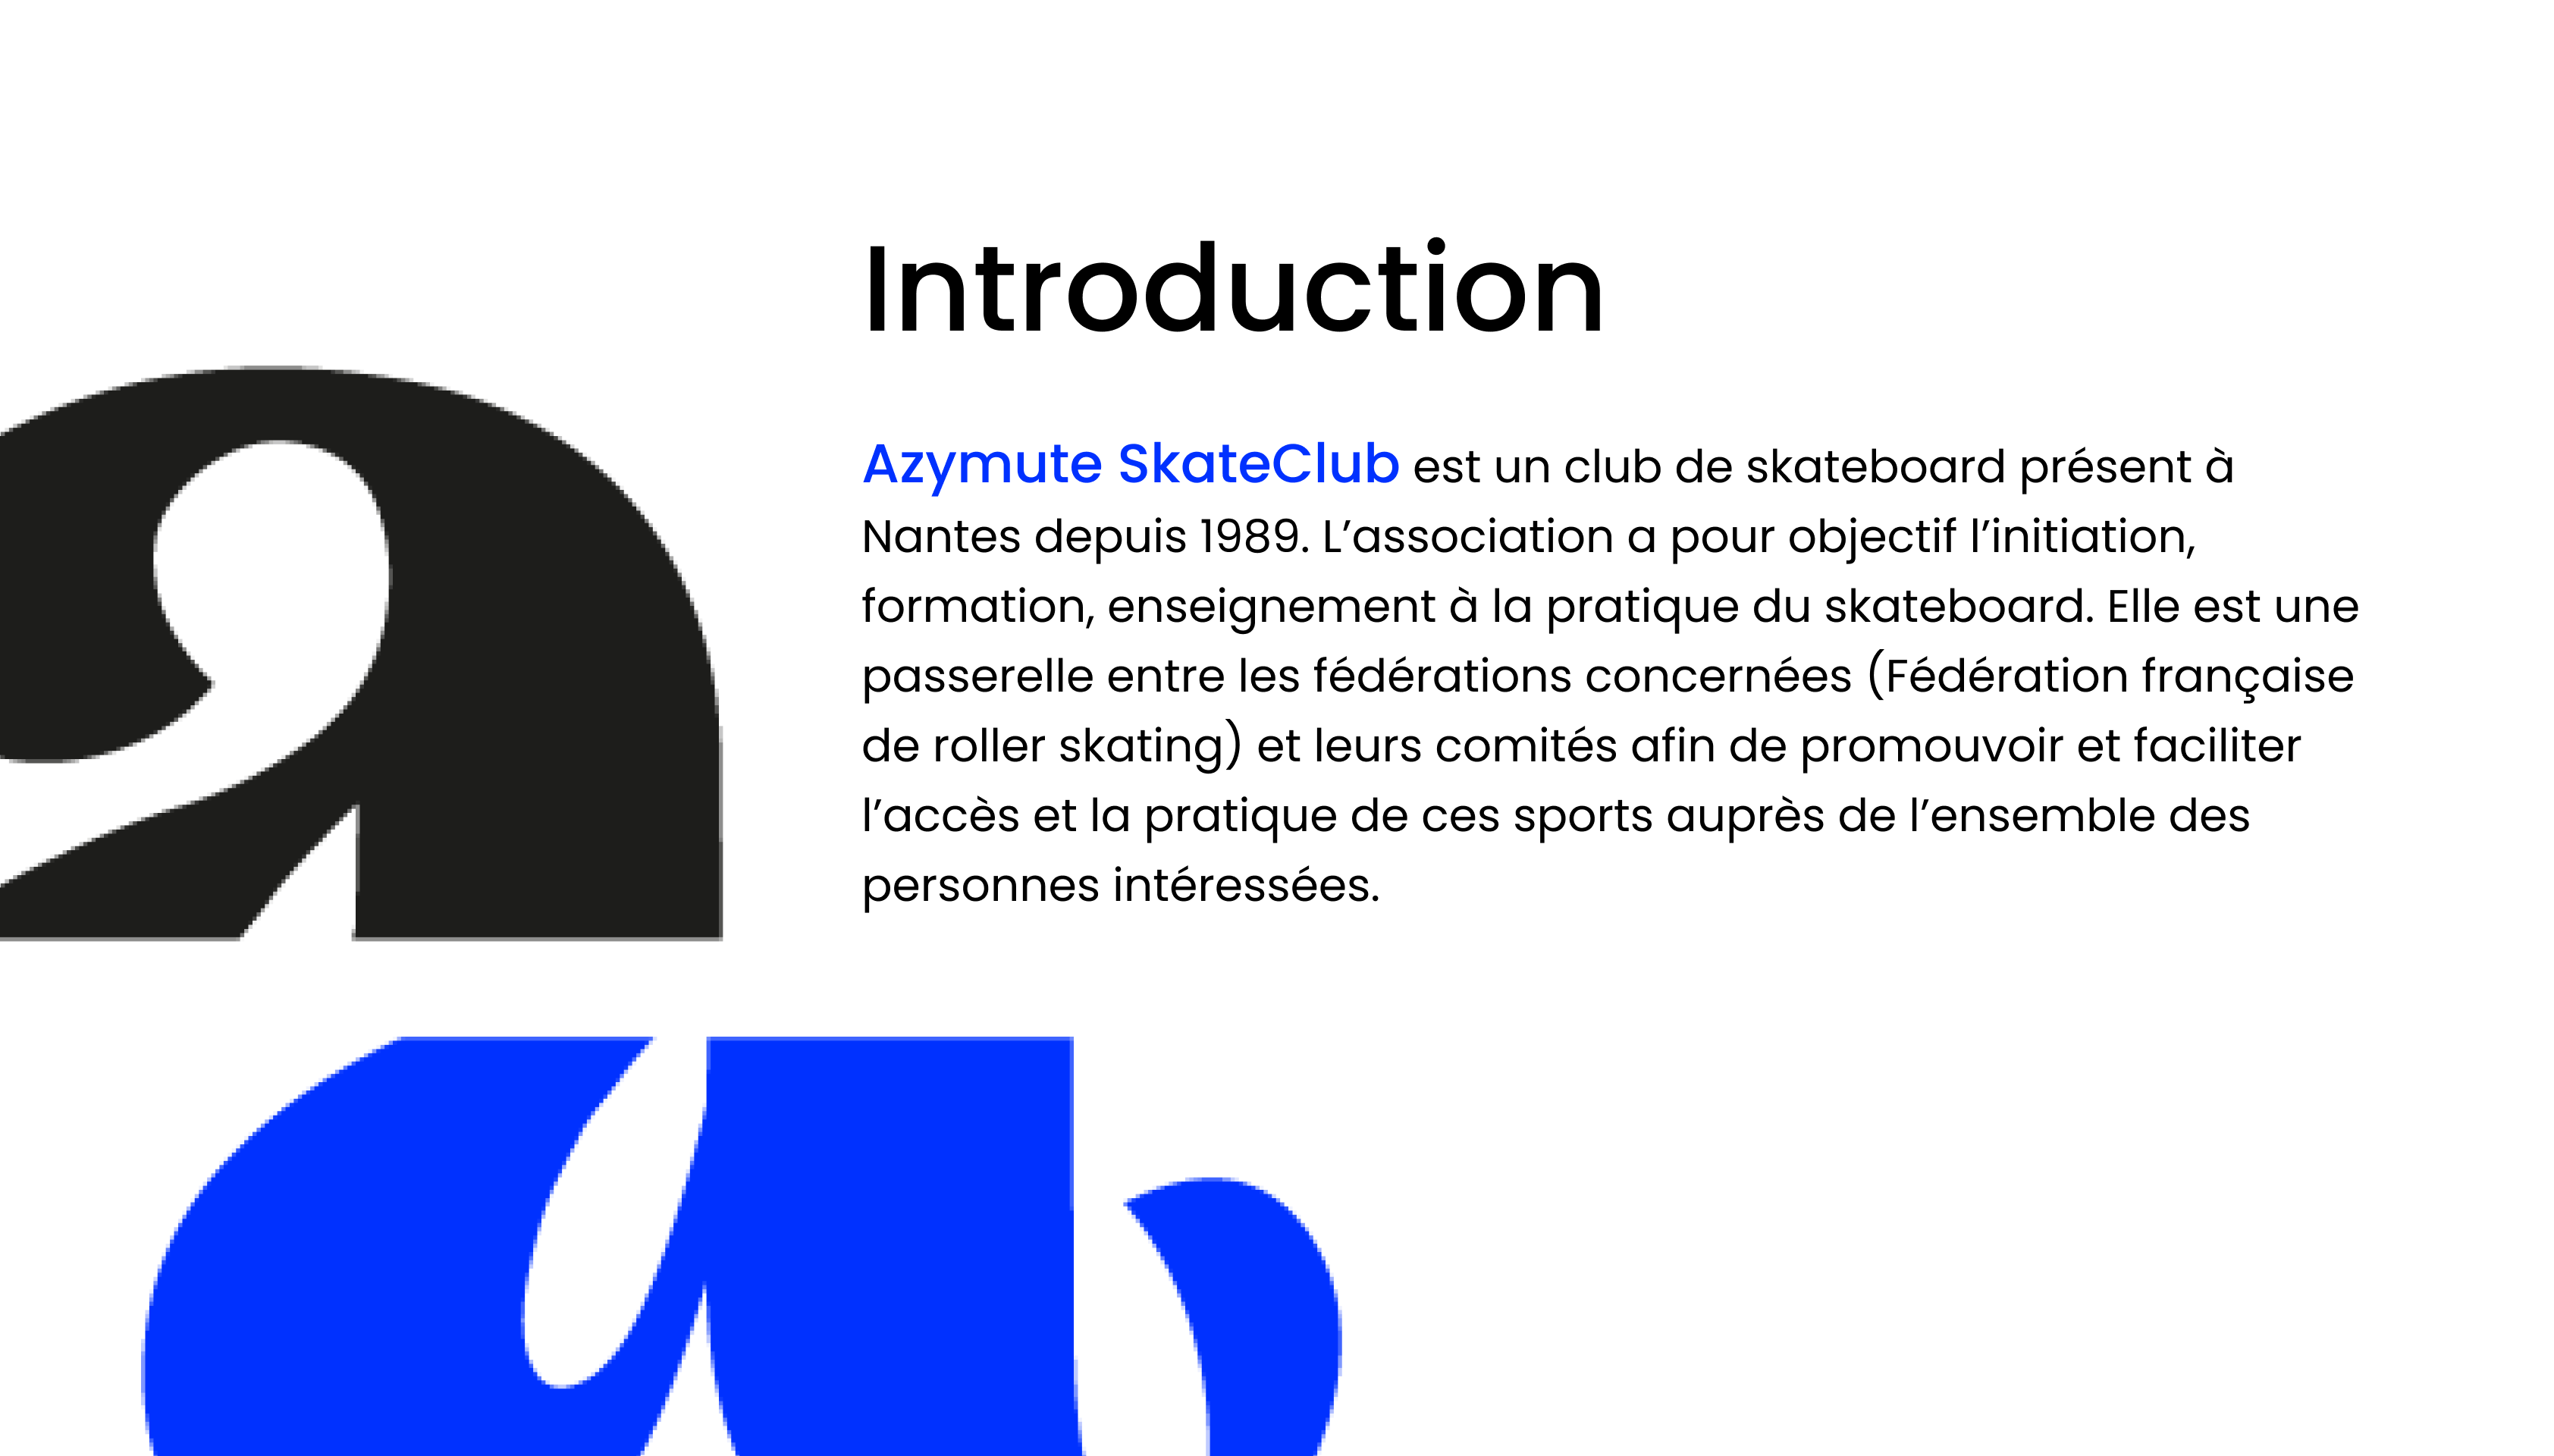 Introduction
Azymute SkateClub est un club de skateboard présent à
Nantes depuis 1989. L’association a pour objectif l’initiation,
formation, enseignement à la pratique du skateboard. Elle est une
passerelle entre les fédérations concernées (Fédération française
de roller skating) et leurs comités afin de promouvoir et faciliter
l’accès et la pratique de ces sports auprès de l’ensemble des
personnes intéressées.